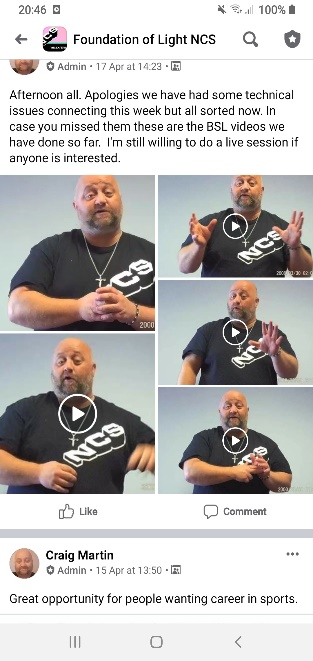 20:46
100%
Foundation of Light NCS
Admin • 17 Apr at 14:23 •
Afternoon all. Apologies we have had some technical
issues connecting this week but all sorted now. In
case you missed them these are the BSL videos we
have done so far. I'm still willing to do a live session if
anyone is interested.
NCS
2000
NCS
NCS
NCS
NCS
Like
Comment
Craig Martin
Admin • 15 Apr at 13:50 •
Great opportunity for people wanting career in sports.